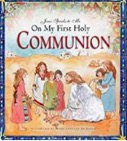 Jesus Speaks to Me
On My First Holy
COMMUNION